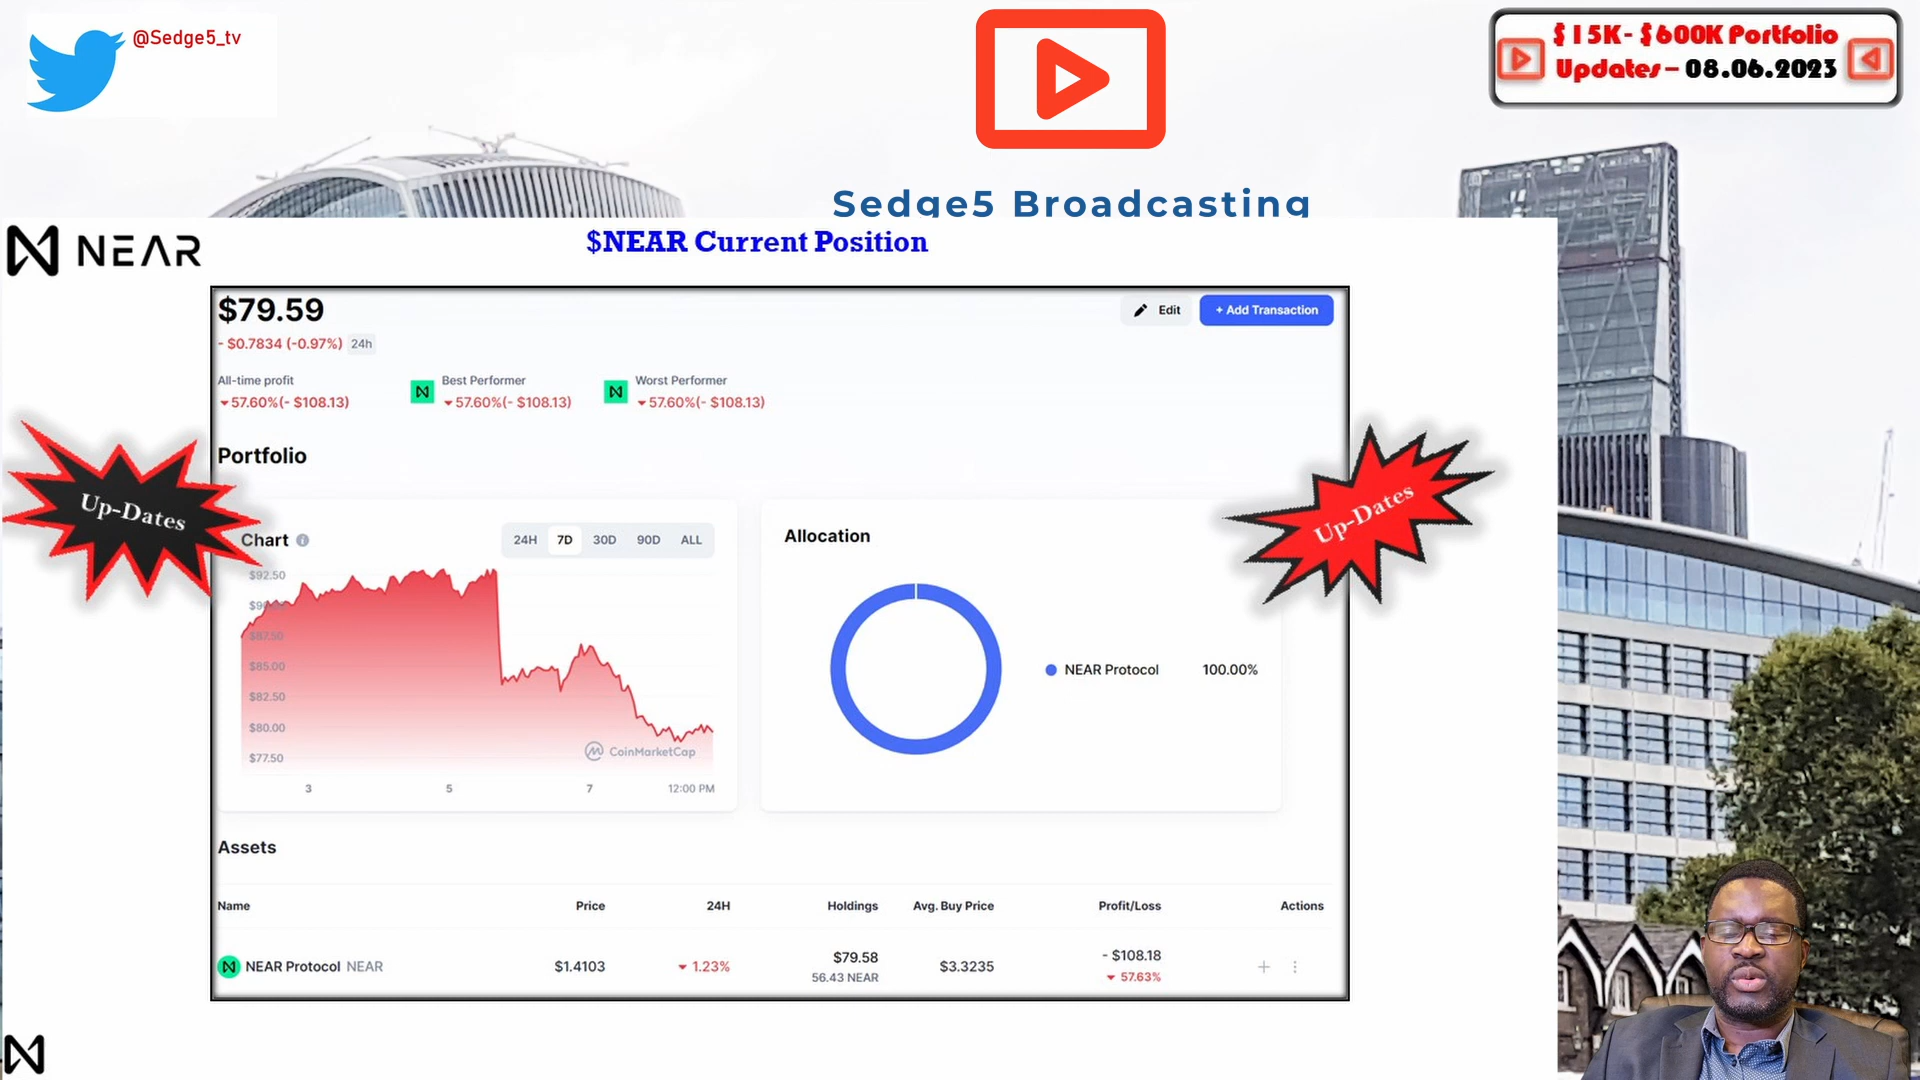 @Sedge5_tv
$15K- $600K Portfolio
Updates – 08.06.2023
Sedge5 Broadcasting
NEAR
$NEAR Current Position
$79.59
Edit
+ Add Transaction
- $0.7834 (-0.97%) 24h
All-time profit
57.60%(- $108.13)
Best Performer
57.60%(- $108.13)
Worst Performer
57.60%(- $108.13)
Portfolio
Up-Dates
Up-Dates
Chart
24H 7D 30D 90D ALL
$92.50
$87.50
$85.00
$82.50
$80.00
$77.50
CoinMarketCap
3 5 7 12:00 PM
Allocation
NEAR Protocol 100.00%
Assets
Name Price 24H Holdings Avg. Buy Price Profit/Loss Actions
NEAR Protocol NEAR $1.4103 1.23% $79.58 $3.3235 - $108.18
56.43 NEAR 57.63%